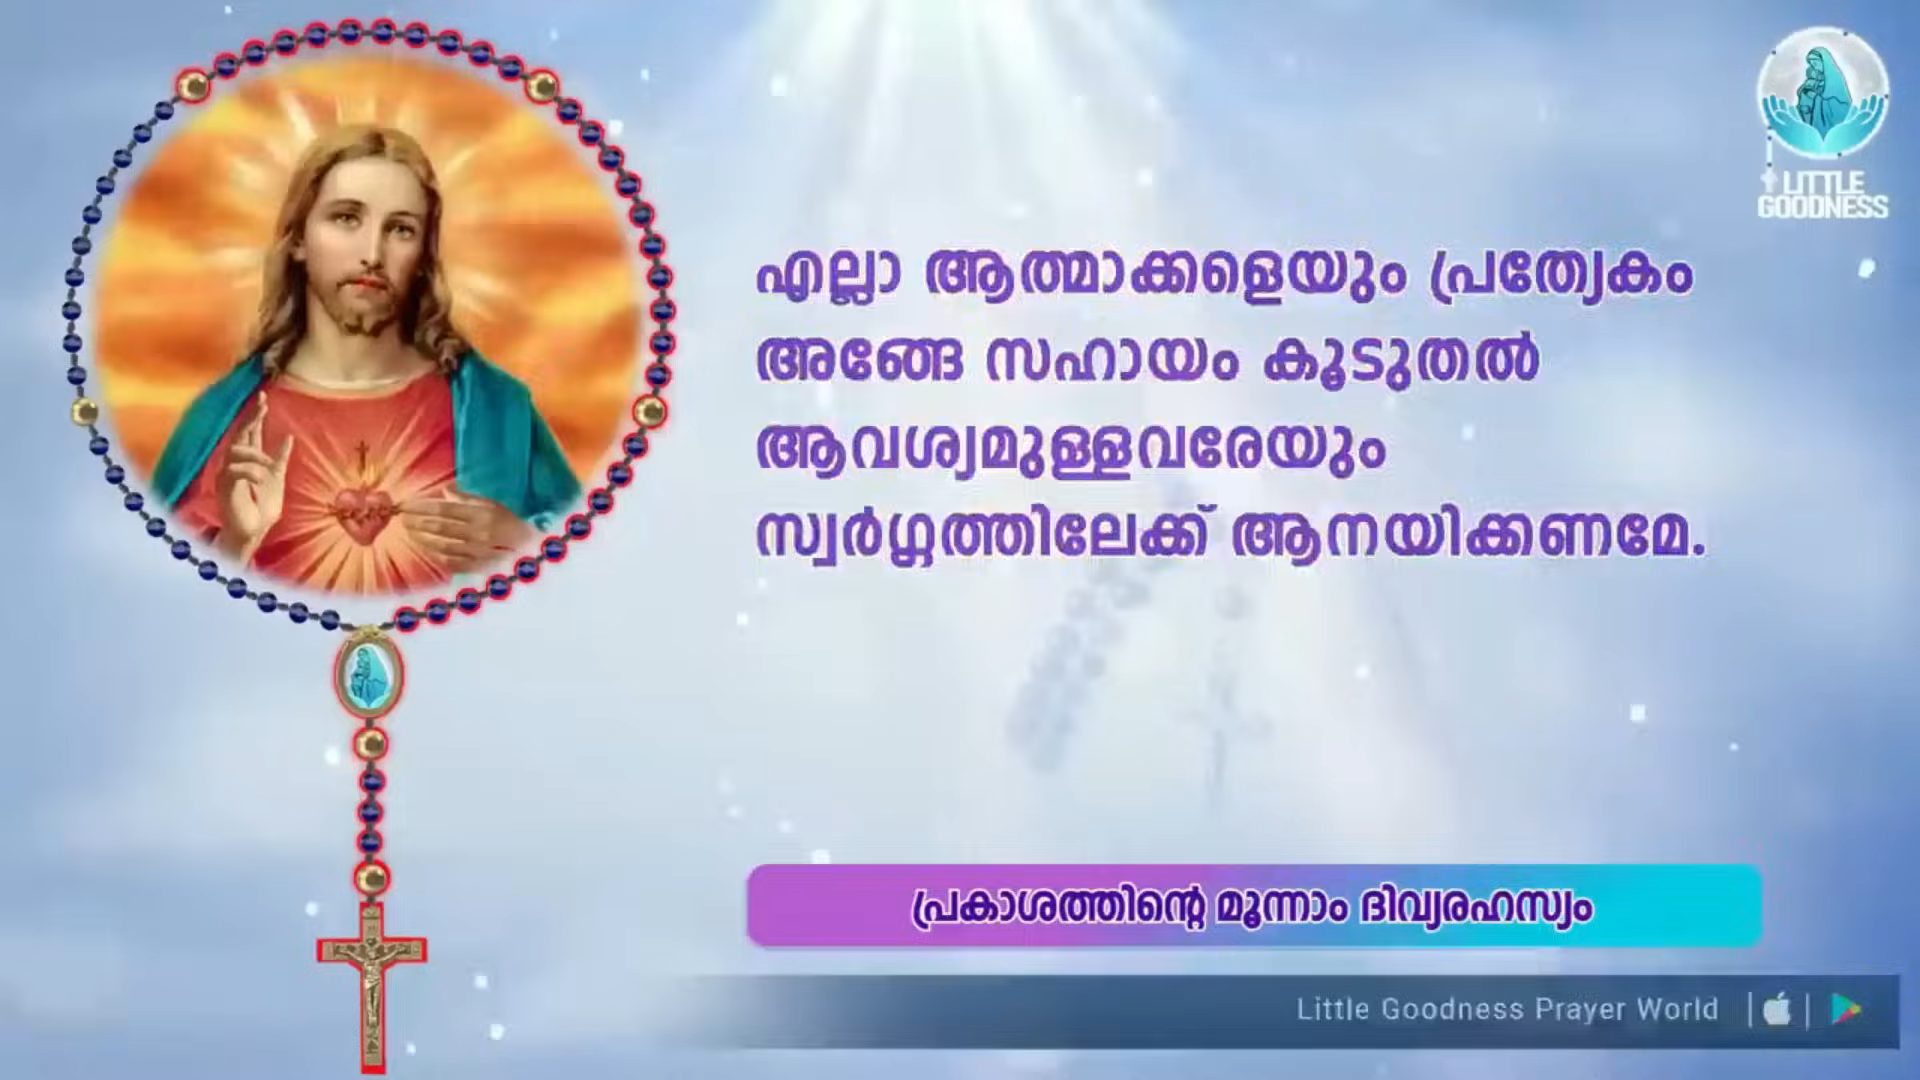 LITTLE
GOODNESS
എല്ലാ ആത്മാക്കളെയും പ്രത്യേകം
അങ്ങേ സഹായം കൂടുതൽ
ആവശ്യമുള്ളവരേയും
സ്വർഗ്ഗത്തിലേക്ക് ആനയിക്കണമേ.
പ്രകാശത്തിന്റെ മൂന്നാം ദിവ്യരഹസ്യം
Little Goodness Prayer World